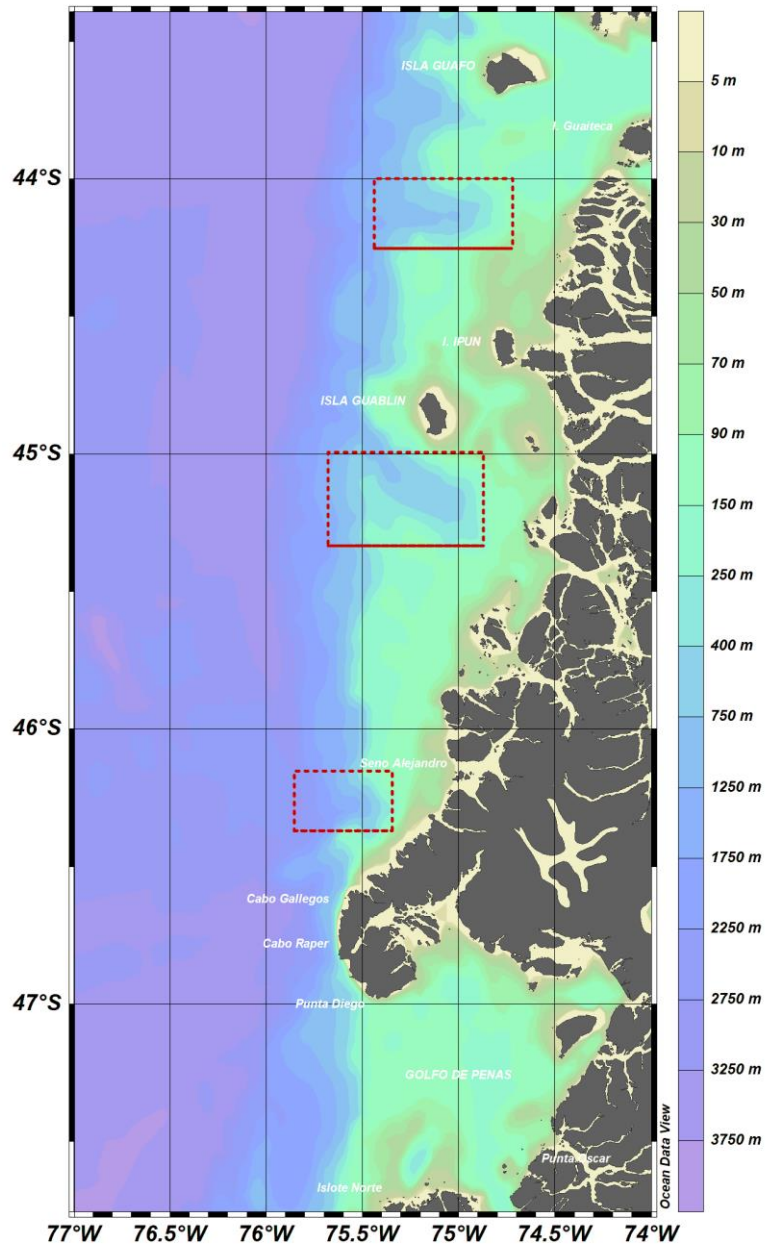 ISLA GUAFO
I. Guaiteca
44°S
I. IPUN
ISLA GUABLIN
45°S
46°S
Seno Alejandro
Cabo Gallegos
Cabo Raper
47°S
Punta Diego
GOLFO DE PENAS
Punta Oscar
Islote Norte
77°W
76.5°W
76°W
75.5°W
75°W
74.5°W
74°W
5 m
10 m
30 m
50 m
70 m
90 m
150 m
250 m
400 m
750 m
1250 m
1750 m
2250 m
2750 m
3250 m
3750 m
Ocean Data View